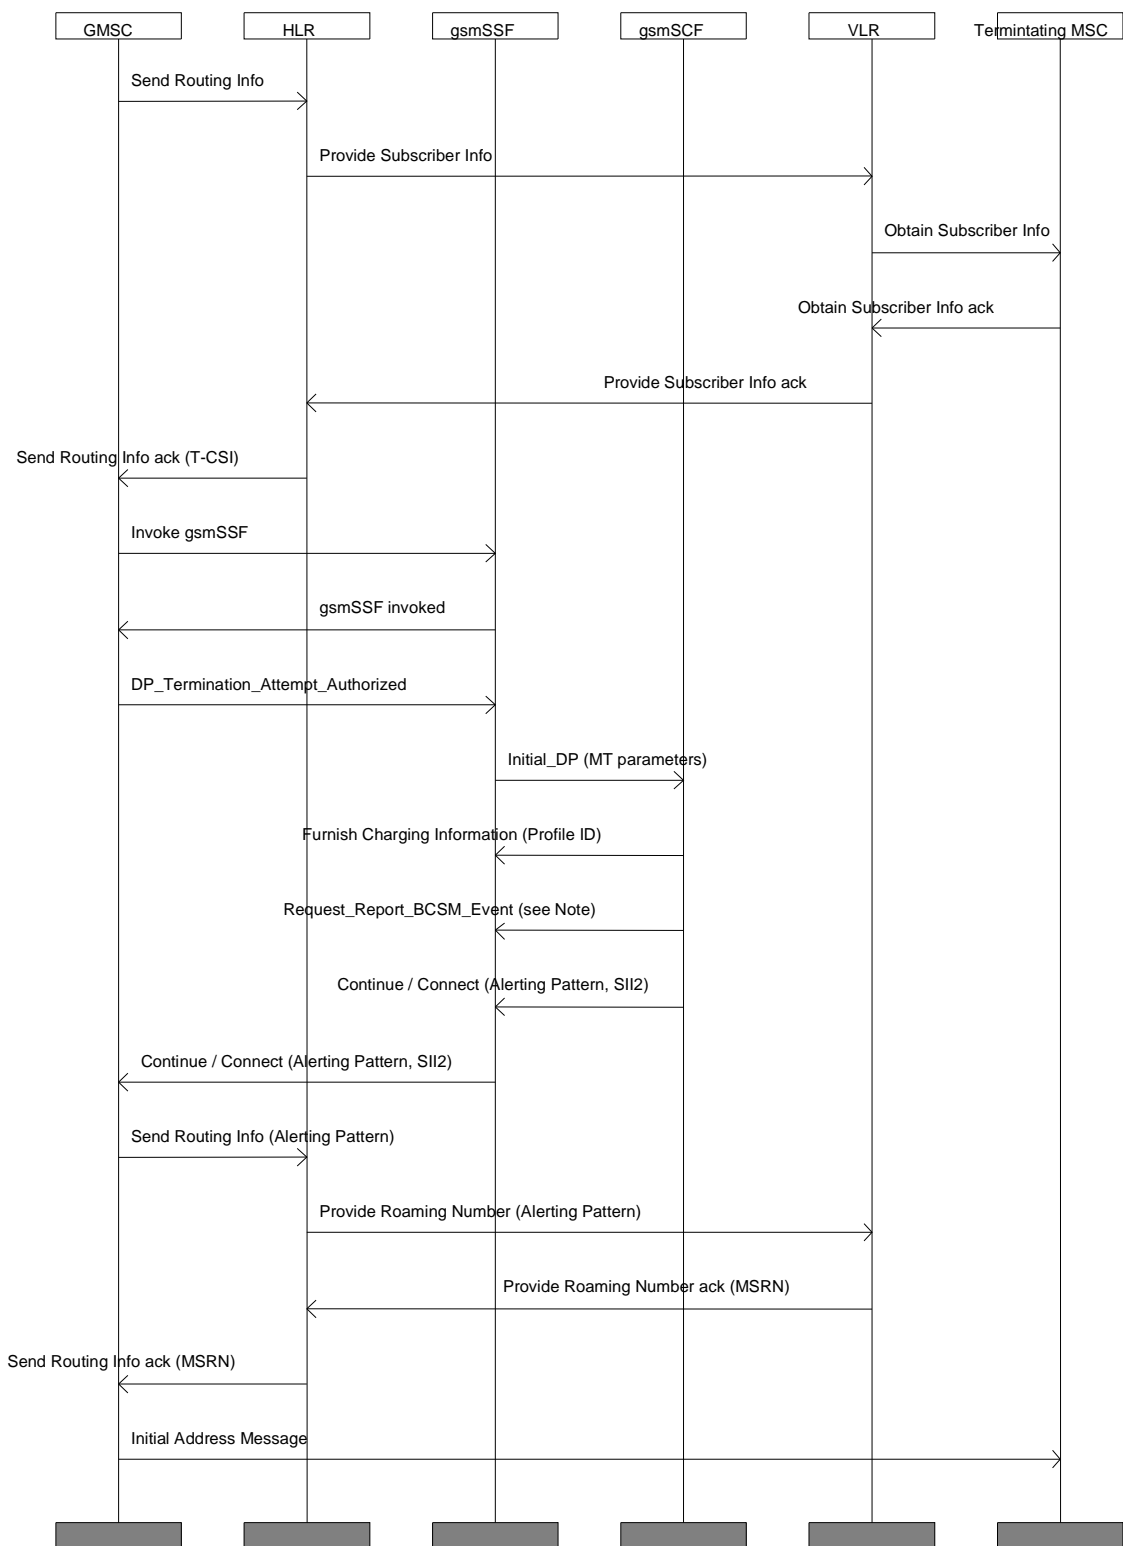 GMSC
HLR
gsmSSF
gsmSCF
VLR
Termintating MSC
Send Routing Info
Provide Subscriber Info
Obtain Subscriber Info
Obtain Subscriber Info ack
Provide Subscriber Info ack
Send Routing Info ack (T-CSI)
Invoke gsmSSF
gsmSSF invoked
DP_Termination_Attempt_Authorized
Initial_DP (MT parameters)
Furnish Charging Information (Profile ID)
Request_Report_BCSM_Event (see Note)
Continue / Connect (Alerting Pattern, SII2)
Continue / Connect (Alerting Pattern, SII2)
Send Routing Info (Alerting Pattern)
Provide Roaming Number (Alerting Pattern)
Provide Roaming Number ack (MSRN)
Send Routing Info ack (MSRN)
Initial Address Message